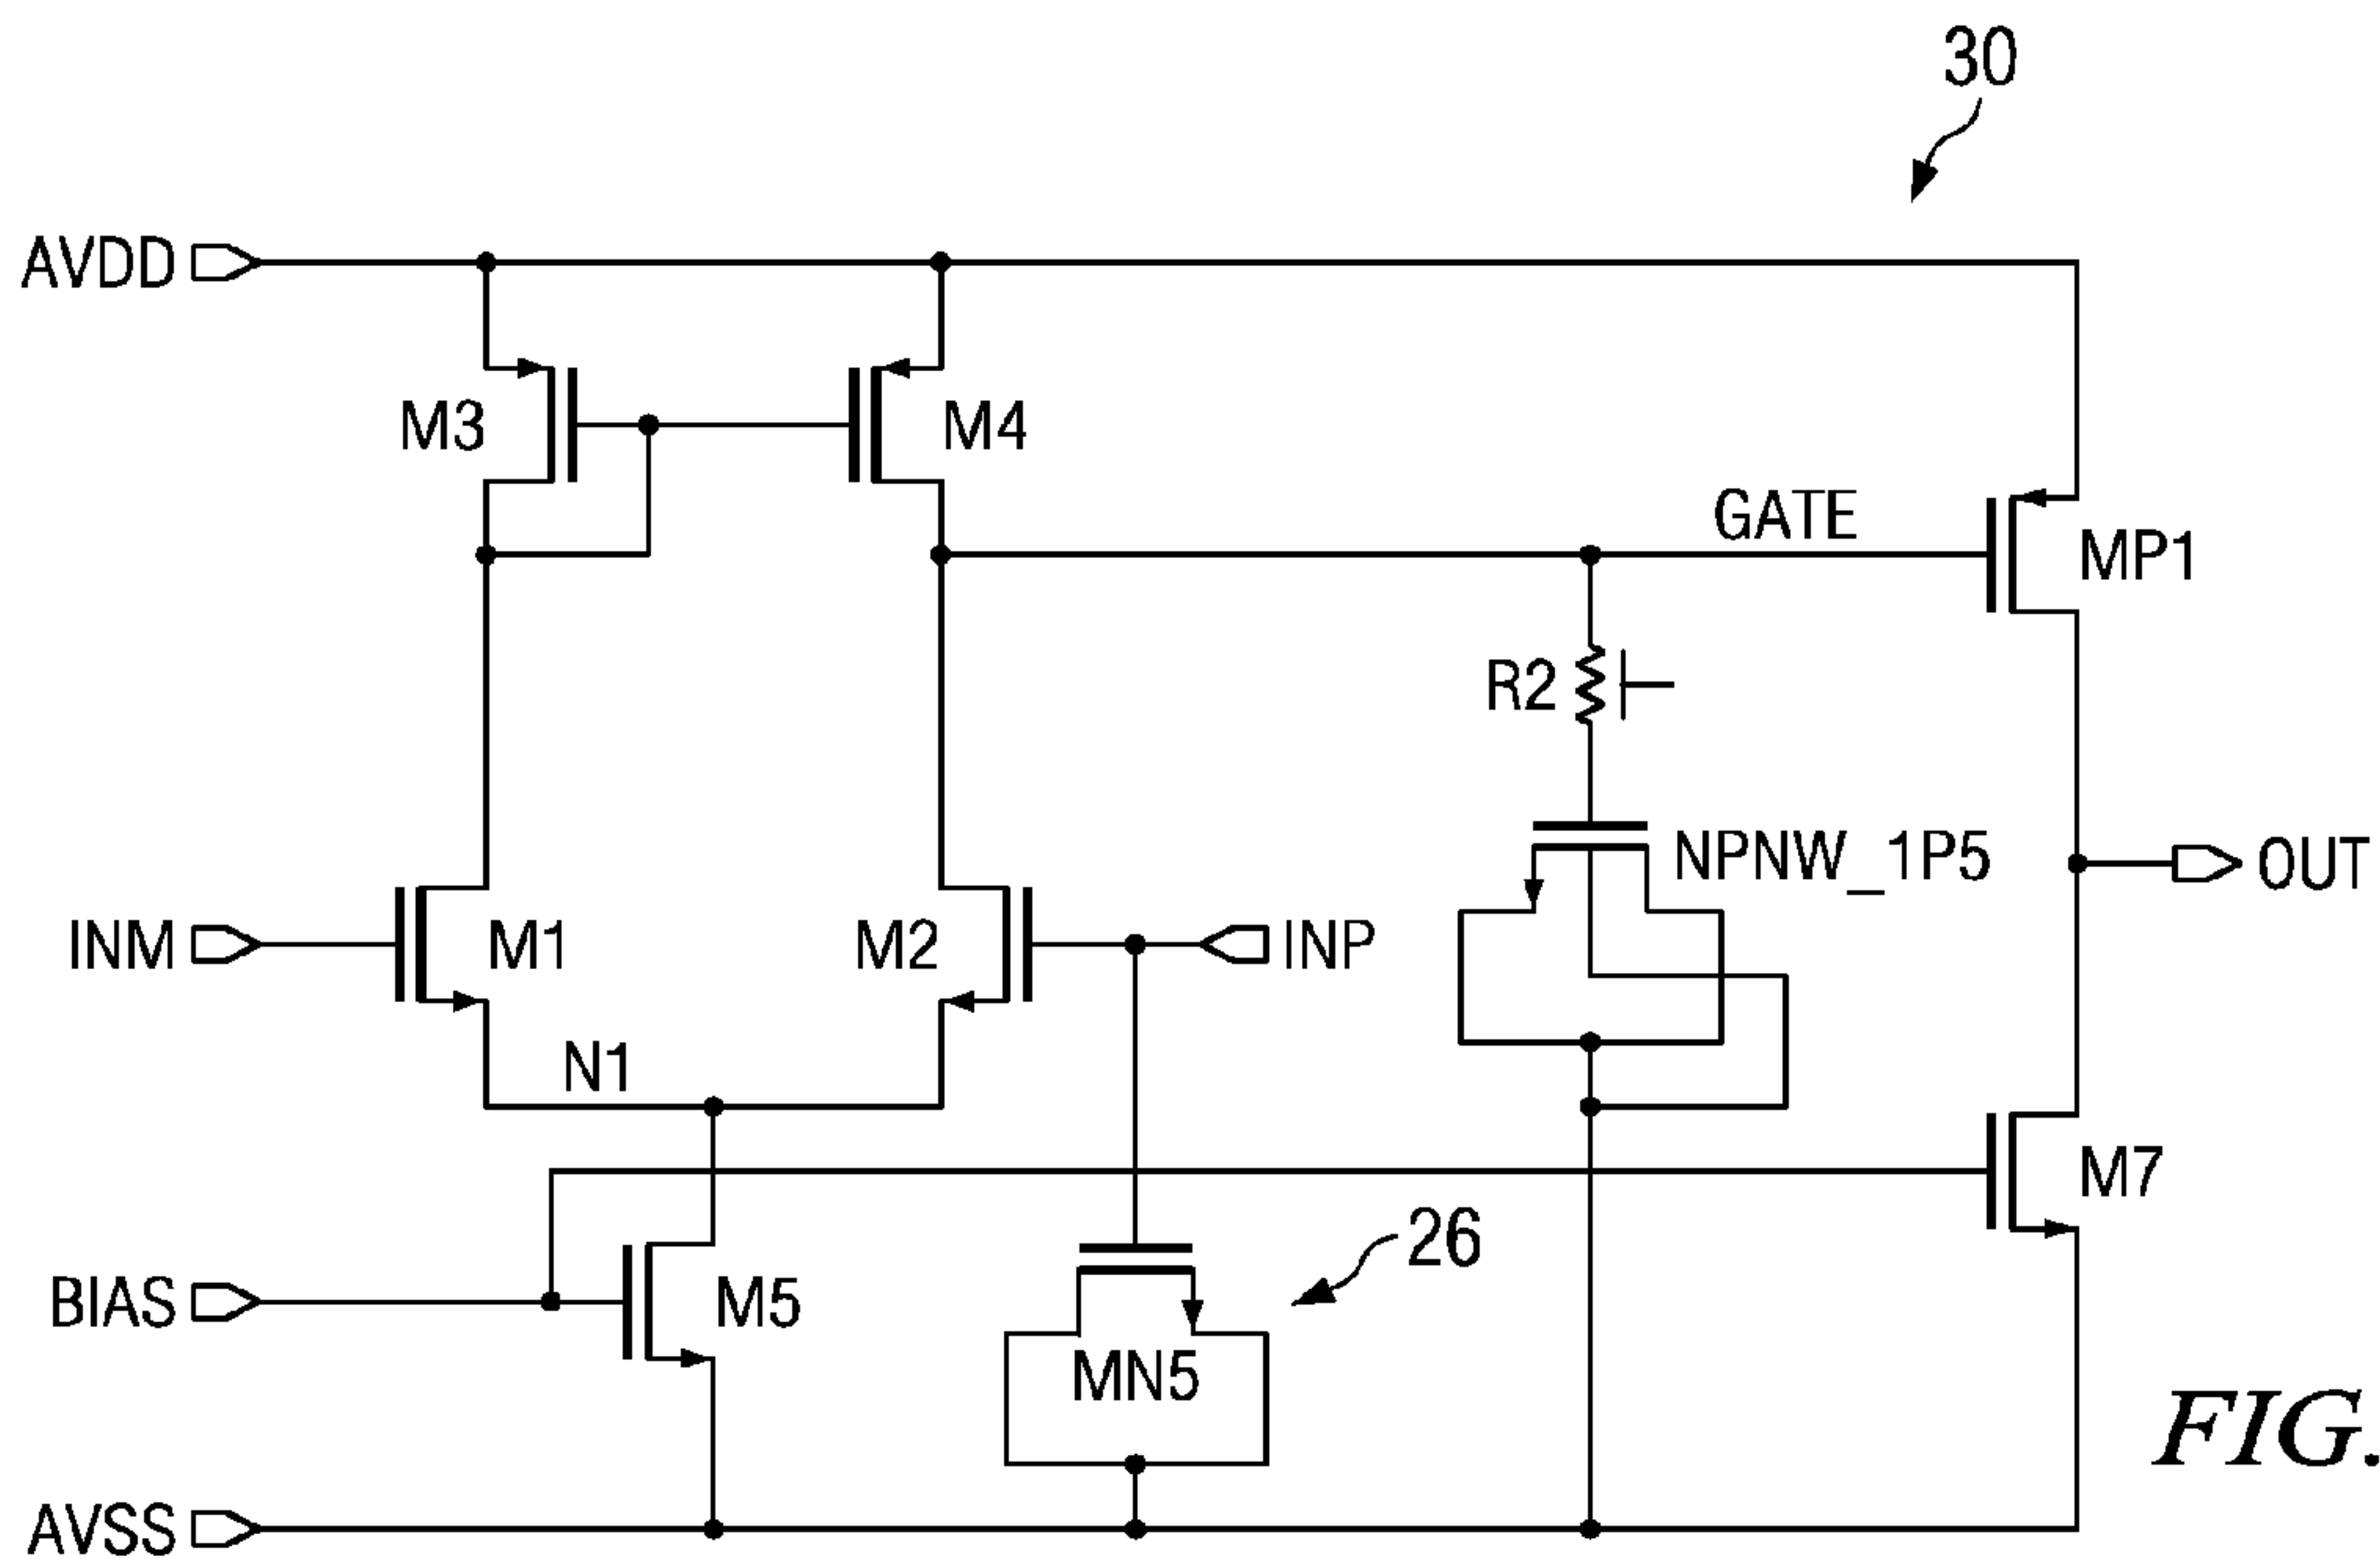 30
AVDD
M3
M4
GATE
MP1
R2
NPNW_1P5
OUT
INM
M1
M2
INP
N1
M7
26
BIAS
M5
MN5
FIG.
AVSS